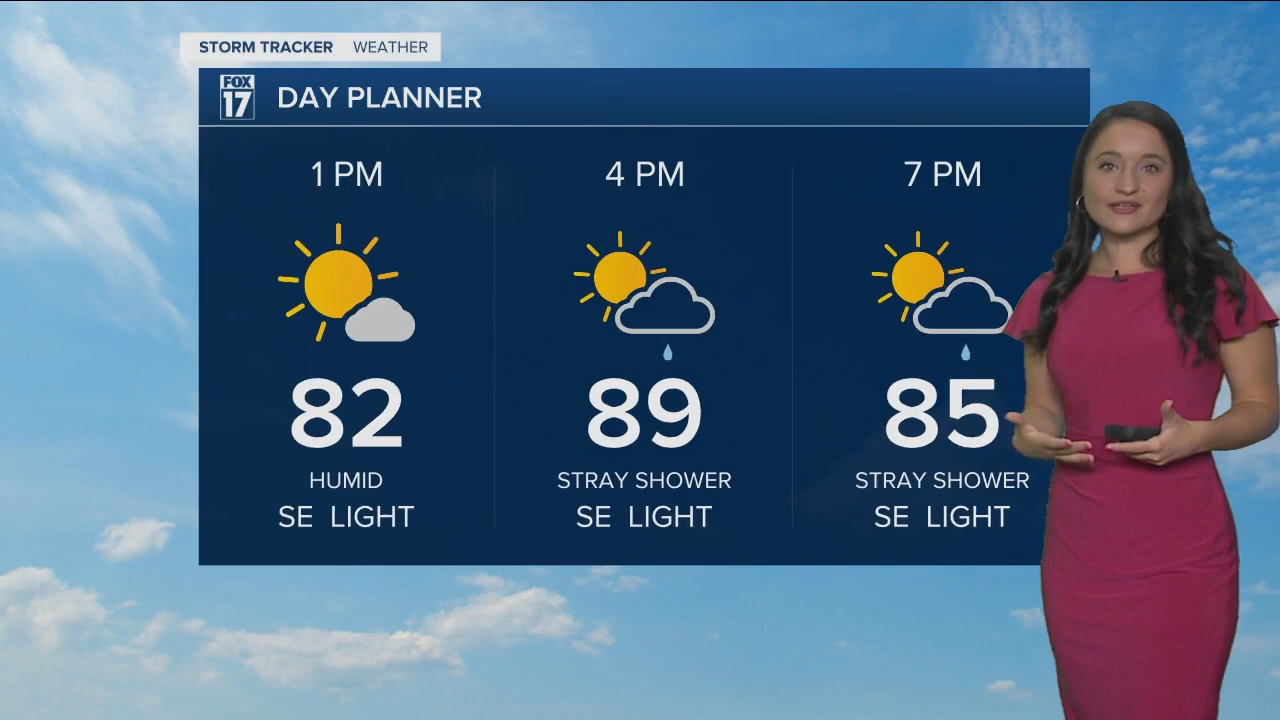 STORM TRACKER WEATHER
FOX
17
DAY PLANNER
1 PM
4 PM
7 PM
82
89
85
HUMID
STRAY SHOWER
STRAY SHOWER
SE LIGHT
SE LIGHT
SE LIGHT